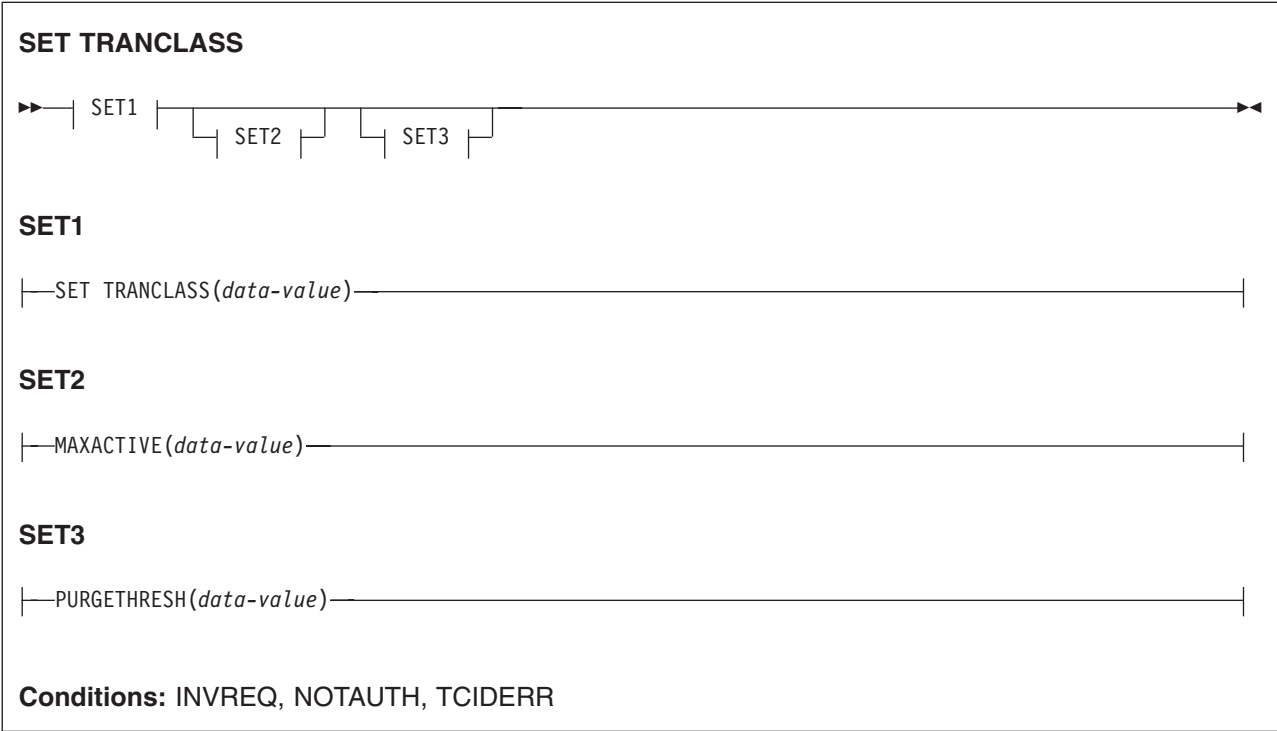 SET TRANCLASS
SET1
SET2
SET3
SET1
SET TRANCLASS(data-value)
SET2
MAXACTIVE(data-value)
SET3
PURGETHRESH(data-value)
Conditions: INVREQ, NOTAUTH, TCIDERR